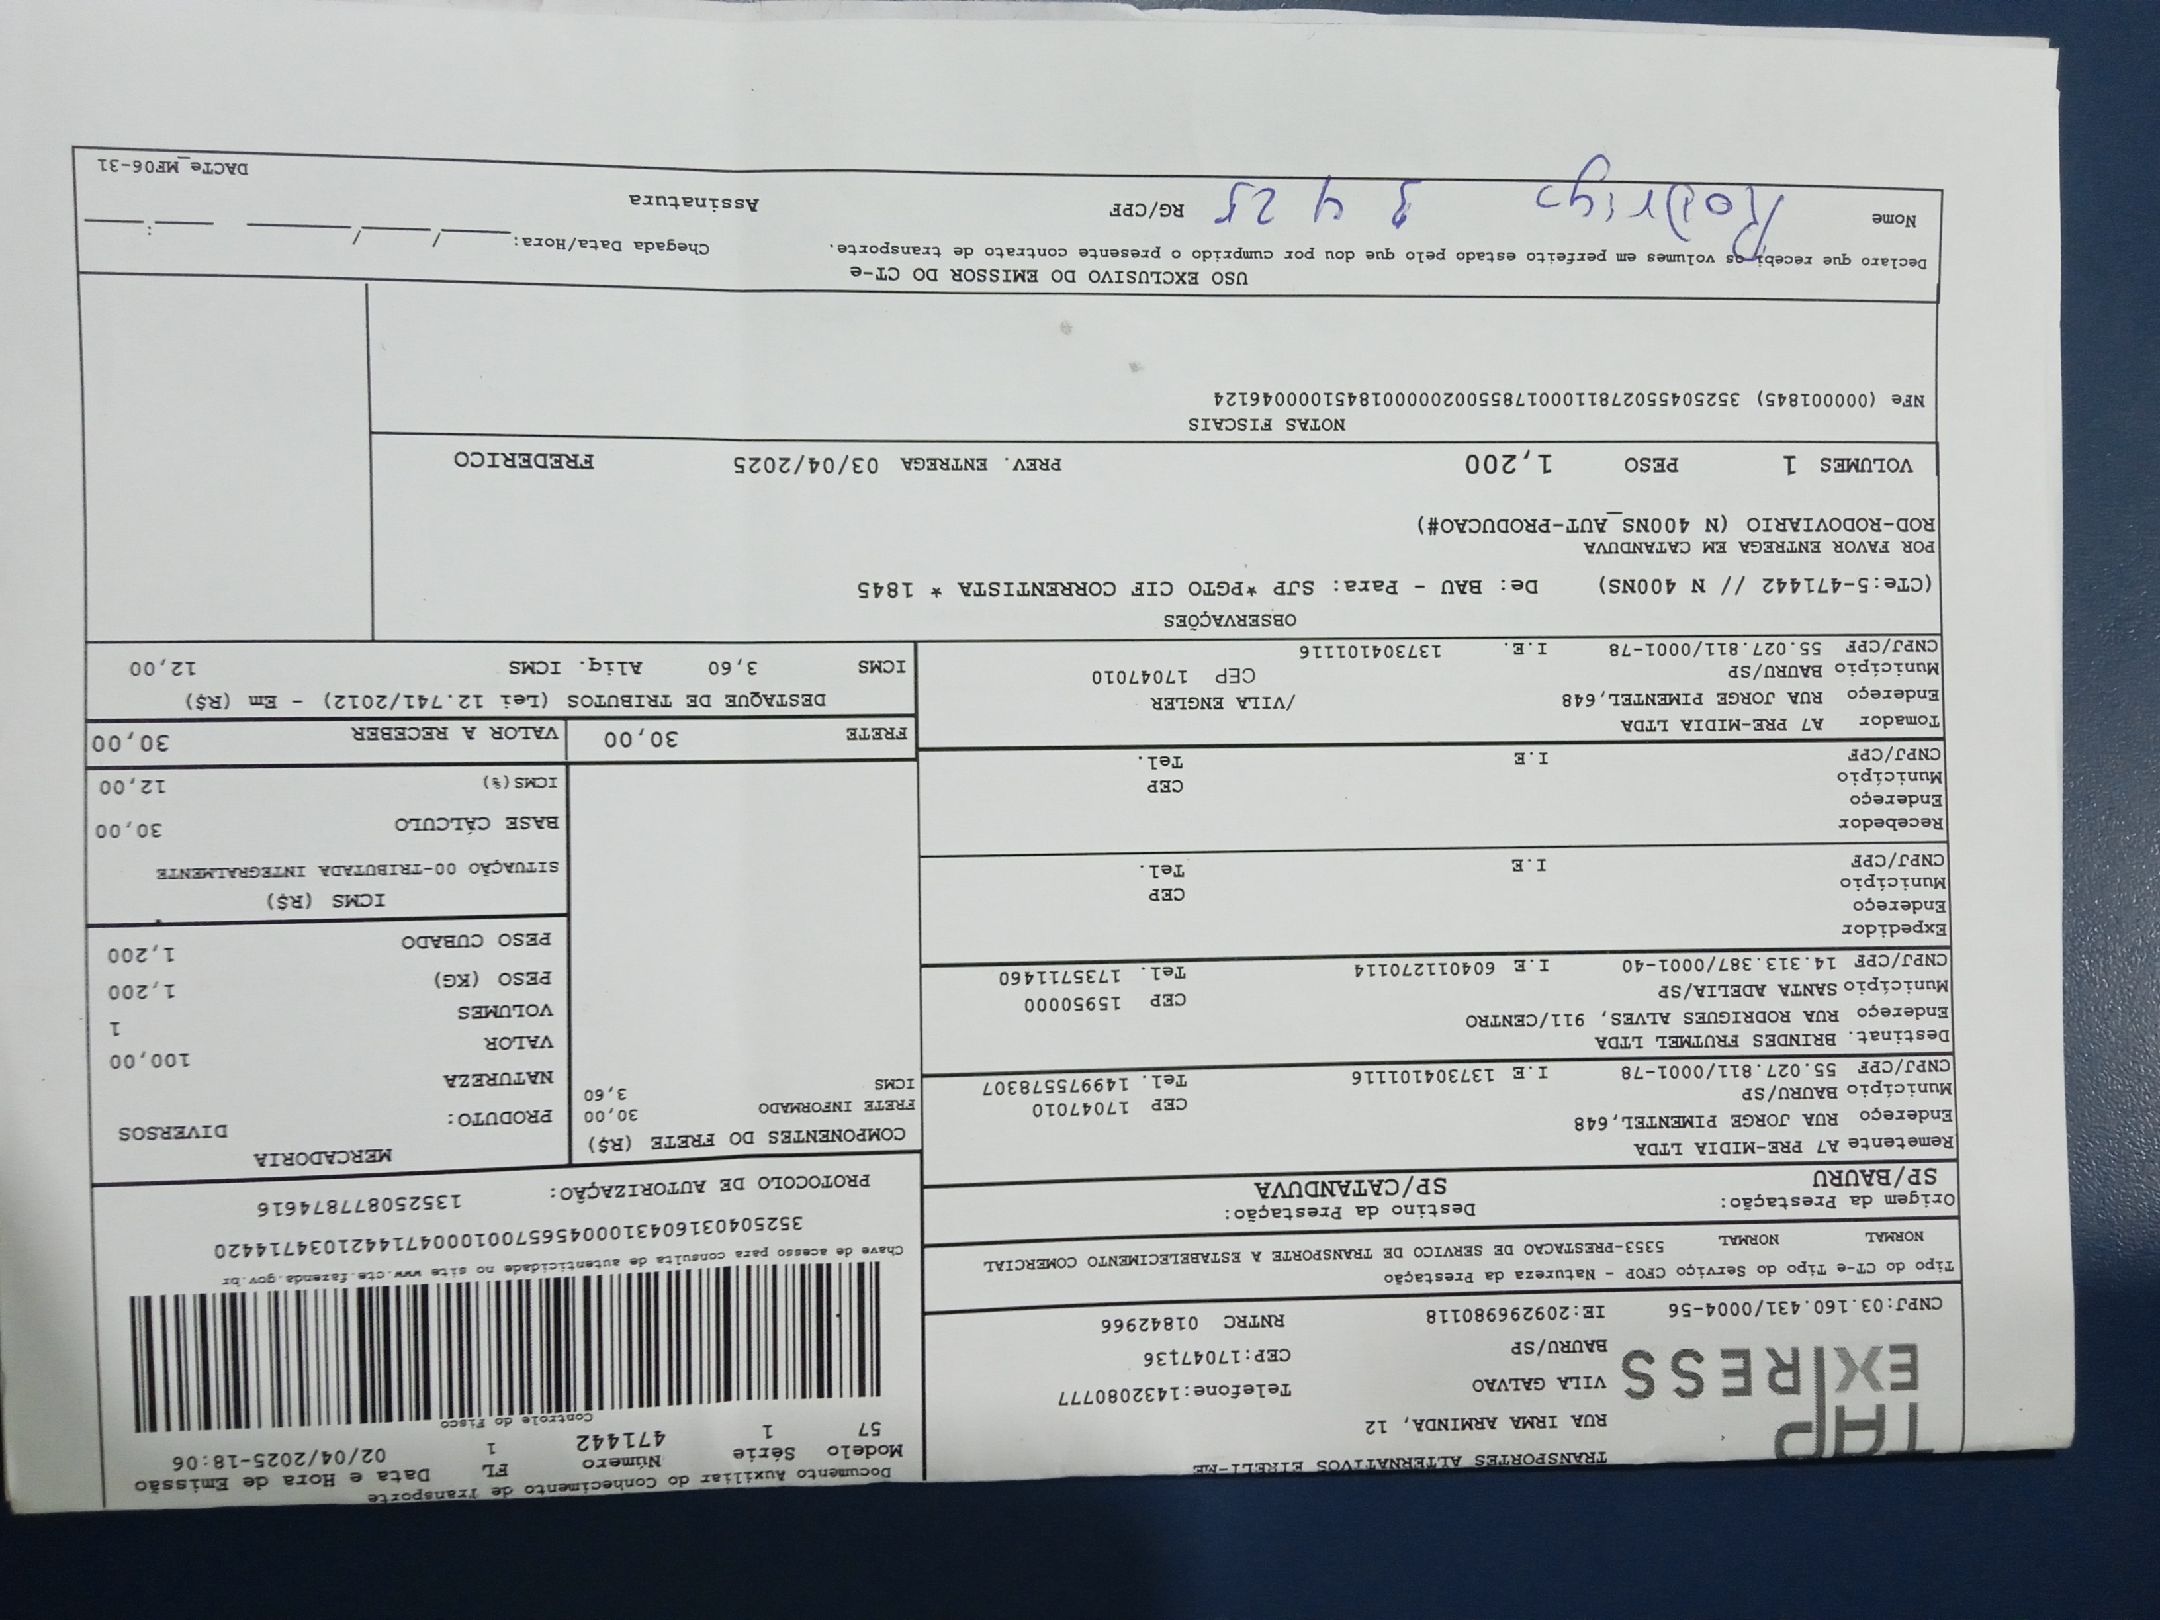 TAP
EXPRESS
TRANSPORTES ALTERNATIVOS EIRELI-ME
RUA IRMA ARMINDA, 12
VILA GALVAO Telefone:1432080777
BAURU/SP CEP:17047136
CNPJ:03.160.431/0004-56 IE:209296980118 RNTRC 01842966
Documento Auxiliar do Conhecimento de Transporte
Modelo Série Número FL Data e Hora de Emissão
57 1 471442 1 02/04/2025-18:06
Controle do Fisco
Chave de acesso para consulta de autenticidade no site www.cte.fazenda.gov.br
35250403160431000456570010004714421034714420
PROTOCOLO DE AUTORIZAÇÃO: 135250877874616
Tipo do CT-e Tipo do Serviço CFOP - Natureza da Prestação
NORMAL NORMAL 5353-PRESTACAO DE SERVICO DE TRANSPORTE A ESTABELECIMENTO COMERCIAL
Origem da Prestação: Destino da Prestação:
SP/BAURU SP/CATANDUVA
Remetente A7 PRE-MIDIA LTDA
Endereço RUA JORGE PIMENTEL,648
Município BAURU/SP CEP 17047010
CNPJ/CPF 55.027.811/0001-78 I.E 137304101116 Tel. 149975578307
Destinat. BRINDES FRUTMEL LTDA
Endereço RUA RODRIGUES ALVES, 911/CENTRO
Município SANTA ADELIA/SP CEP 15950000
CNPJ/CPF 14.313.387/0001-40 I.E 604011270114 Tel. 1735711460
Expedidor
Endereço
Município CEP
CNPJ/CPF I.E Tel.
Recebedor
Endereço
Município CEP
CNPJ/CPF I.E Tel.
Tomador A7 PRE-MIDIA LTDA
Endereço RUA JORGE PIMENTEL,648 /VILA ENGLER
Município BAURU/SP CEP 17047010
CNPJ/CPF 55.027.811/0001-78 I.E. 137304101116
COMPONENTES DO FRETE (R$)
FRETE INFORMADO 30,00
ICMS 3,60
MERCADORIA
PRODUTO: DIVERSOS
NATUREZA
VALOR 100,00
VOLUMES 1
PESO (KG) 1,200
PESO CUBADO 1,200
ICMS (R$)
SITUAÇÃO 00-TRIBUTADA INTEGRALMENTE
BASE CÁLCULO 30,00
ICMS(%) 12,00
FRETE 30,00 VALOR A RECEBER 30,00
DESTAQUE DE TRIBUTOS (Lei 12.741/2012) - Em (R$)
ICMS 3,60 Aliq. ICMS 12,00
OBSERVAÇÕES
(CTe:5-471442 // N 400NS) De: BAU - Para: SJP *PGTO CIF CORRENTISTA * 1845
POR FAVOR ENTREGA EM CATANDUVA
ROD-RODOVIARIO (N 400NS_AUT-PRODUCAO#)
VOLUMES 1 PESO 1,200 PREV. ENTREGA 03/04/2025 FREDERICO
NOTAS FISCAIS
NFe (000001845) 35250455027811000178550020000018451000046124
USO EXCLUSIVO DO EMISSOR DO CT-e
Declaro que recebi os volumes em perfeito estado pelo que dou por cumprido o presente contrato de transporte.
Chegada Data/Hora: ____/____/____ ___:___
Nome Rodrigo 3 4 25 RG/CPF Assinatura
DACTe_MF06-31